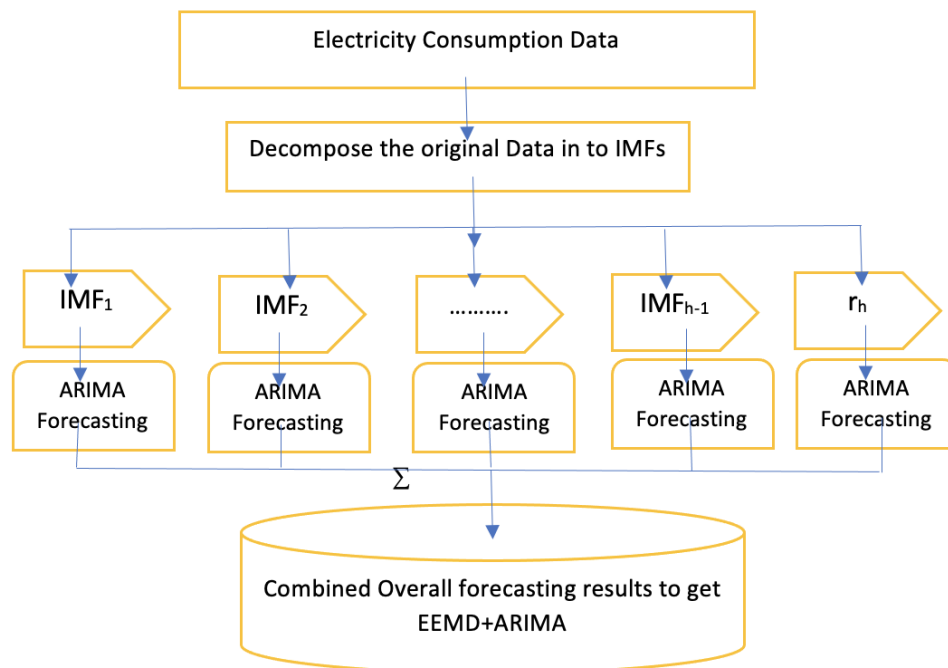 Electricity Consumption Data
Decompose the original Data in to IMFs
IMF1
IMF2
……….
IMFh-1
rh
ARIMA
Forecasting
ARIMA
Forecasting
ARIMA
Forecasting
ARIMA
Forecasting
ARIMA
Forecasting
Σ
Combined Overall forecasting results to get
EEMD+ARIMA